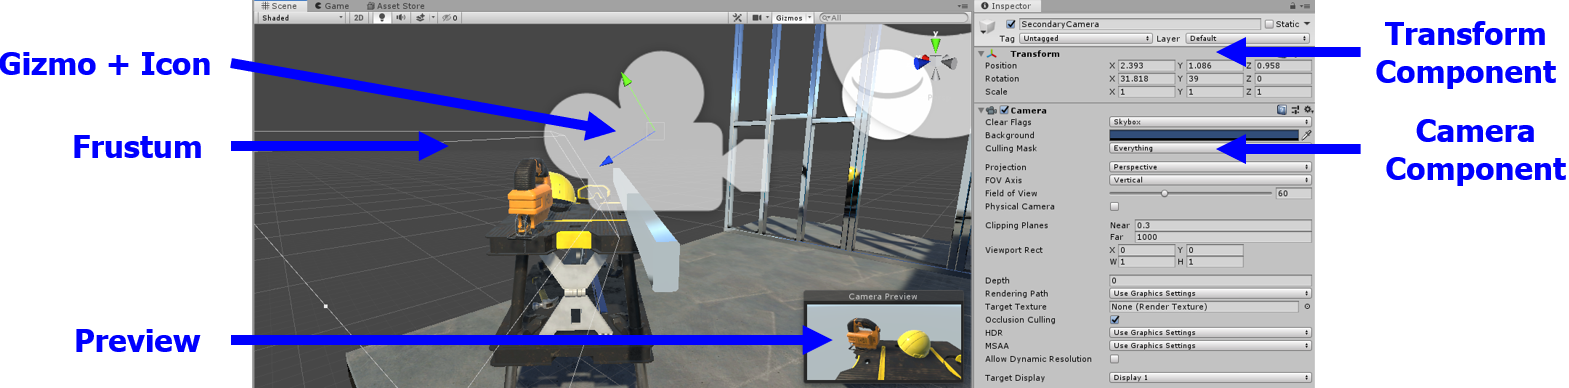 Scene Game Asset Store
Shaded 2D 0 Gizmos All
Gizmo + Icon
Frustum
Preview
y
Camera Preview
Inspector
SecondaryCamera Static
Tag Untagged Layer Default
Transform
Position X 2.393 Y 1.086 Z 0.958
Rotation X 31.818 Y 39 Z 0
Scale X 1 Y 1 Z 1
Camera
Clear Flags Skybox
Background
Culling Mask Everything
Projection Perspective
FOV Axis Vertical
Field of View 60
Physical Camera
Clipping Planes Near 0.3
Far 1000
Viewport Rect X 0 Y 0
W 1 H 1
Depth 0
Rendering Path Use Graphics Settings
Target Texture None (Render Texture)
Occlusion Culling
HDR Use Graphics Settings
MSAA Use Graphics Settings
Allow Dynamic Resolution
Target Display Display 1
Transform
Component
Camera
Component